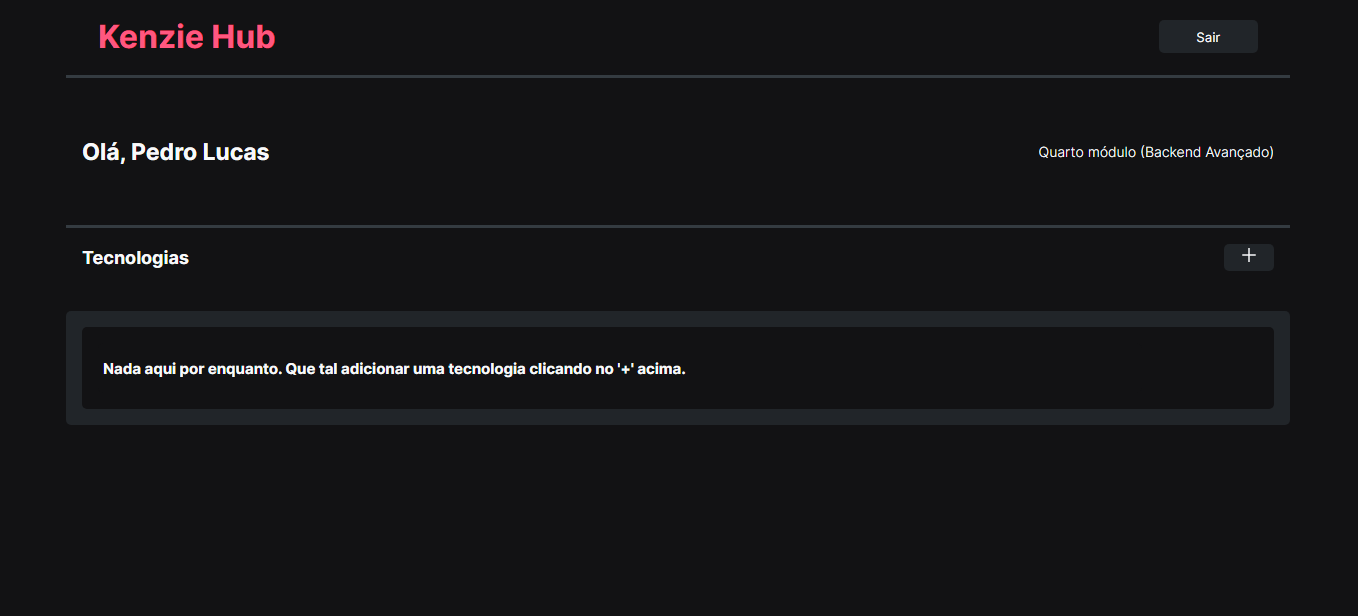 Kenzie Hub
Sair
Olá, Pedro Lucas
Quarto módulo (Backend Avançado)
Tecnologias
+
Nada aqui por enquanto. Que tal adicionar uma tecnologia clicando no '+' acima.